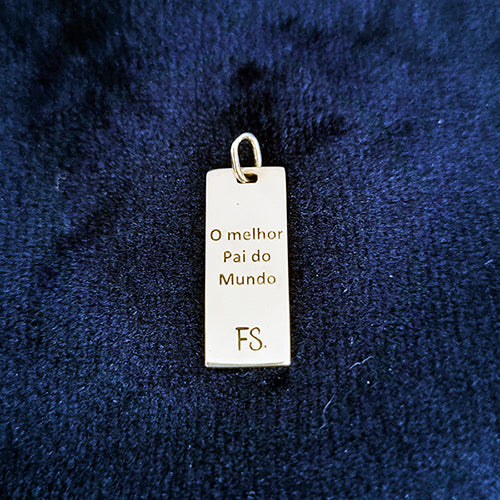 O melhor
Pai do
Mundo
FS.